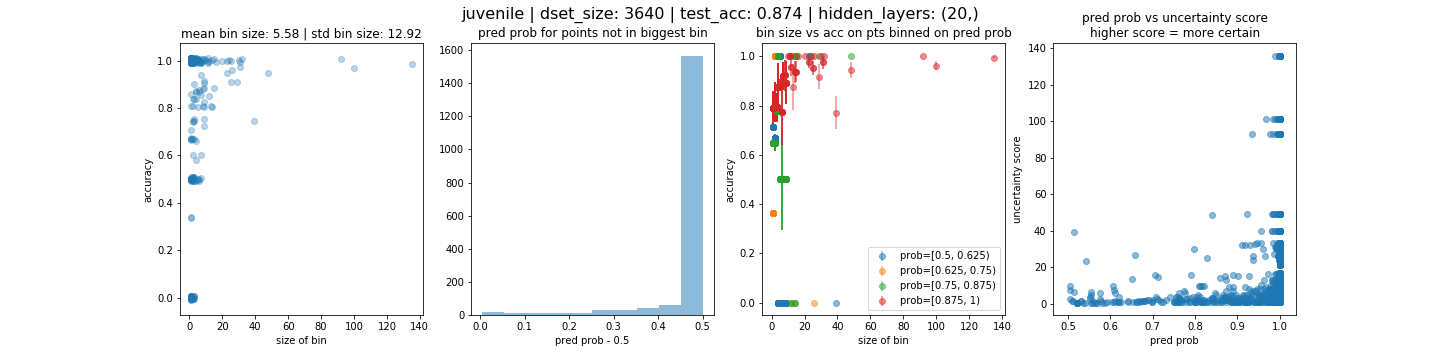 juvenile | dset_size: 3640 | test_acc: 0.874 | hidden_layers: (20,)
mean bin size: 5.58 | std bin size: 12.92
accuracy
1.0
0.8
0.6
0.4
0.2
0.0
0 20 40 60 80 100 120 140
size of bin
pred prob for points not in biggest bin
1600
1400
1200
1000
800
600
400
200
0
0.0 0.1 0.2 0.3 0.4 0.5
pred prob - 0.5
bin size vs acc on pts binned on pred prob
accuracy
1.0
0.8
0.6
0.4
0.2
0.0
prob=[0.5, 0.625)
prob=[0.625, 0.75)
prob=[0.75, 0.875)
prob=[0.875, 1)
0 20 40 60 80 100 120 140
size of bin
pred prob vs uncertainty score
higher score = more certain
uncertainty score
140
120
100
80
60
40
20
0
0.5 0.6 0.7 0.8 0.9 1.0
pred prob